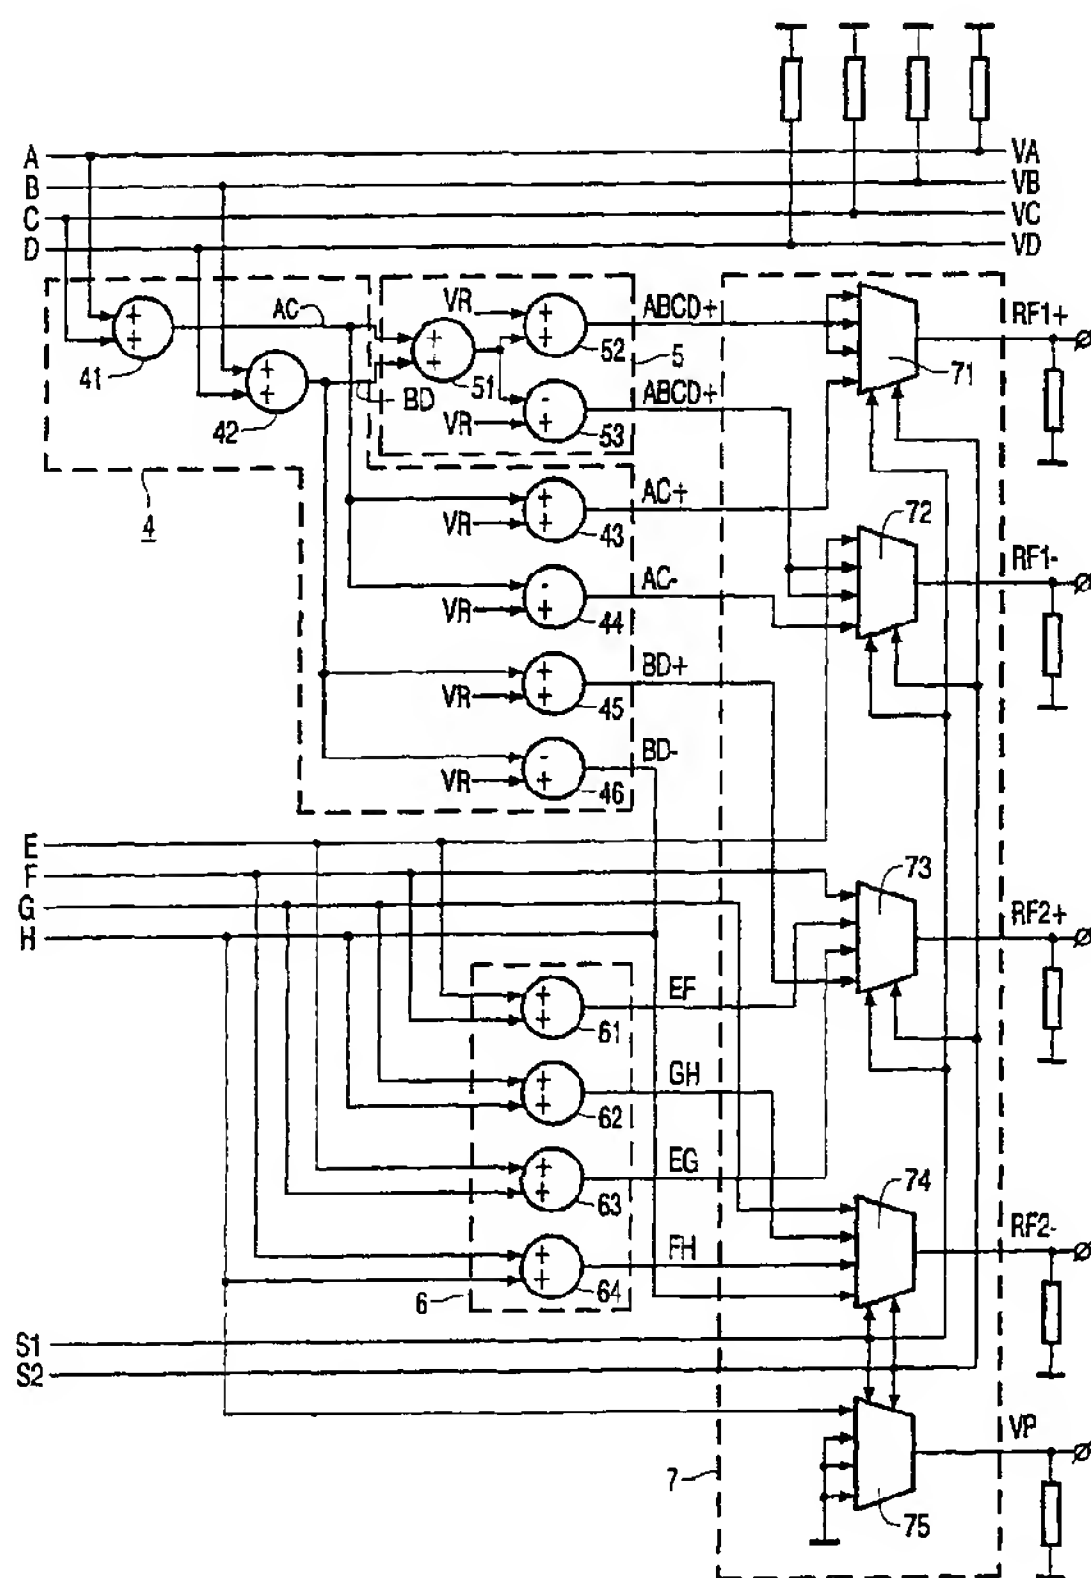 A
VA
B
VB
C
VC
D
VD
AC
VR
ABCD+
RF1+
41
52
5
71
51
BD
ABCD+
42
VR
53
4
AC+
VR
43
72
RF1-
AC-
VR
44
BD+
VR
45
BD-
VR
46
E
F
G
H
73
RF2+
EF
61
GH
62
EG
63
74
FH
RF2-
6
64
S1
S2
VP
7
75